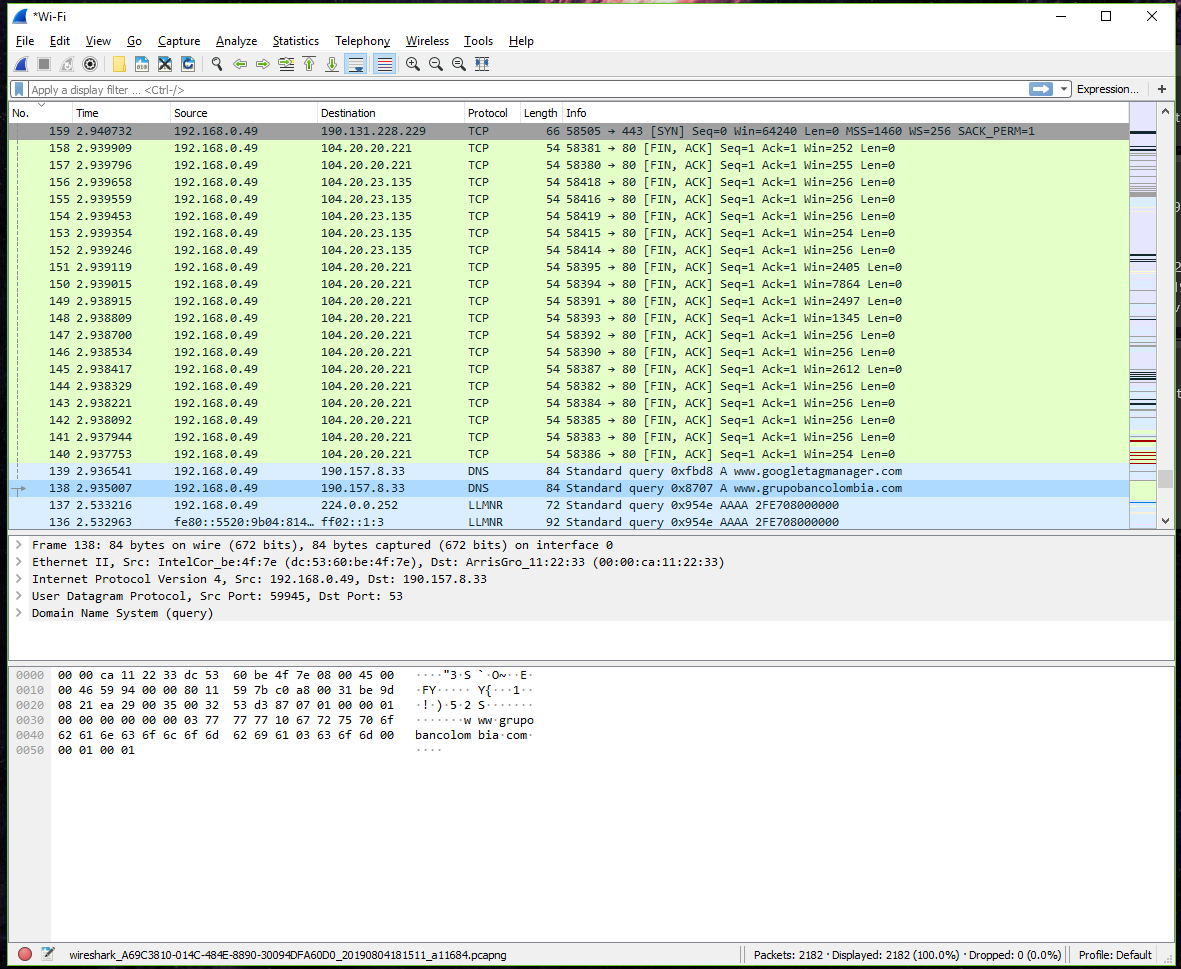 *Wi-Fi
File Edit View Go Capture Analyze Statistics Telephony Wireless Tools Help
Apply a display filter ... <Ctrl-/> Expression... +
No. Time Source Destination Protocol Length Info
159 2.940732 192.168.0.49 190.131.228.229 TCP 66 58505 → 443 [SYN] Seq=0 Win=64240 Len=0 MSS=1460 WS=256 SACK_PERM=1
158 2.939909 192.168.0.49 104.20.20.221 TCP 54 58381 → 80 [FIN, ACK] Seq=1 Ack=1 Win=252 Len=0
157 2.939796 192.168.0.49 104.20.20.221 TCP 54 58380 → 80 [FIN, ACK] Seq=1 Ack=1 Win=255 Len=0
156 2.939658 192.168.0.49 104.20.23.135 TCP 54 58418 → 80 [FIN, ACK] Seq=1 Ack=1 Win=256 Len=0
155 2.939559 192.168.0.49 104.20.23.135 TCP 54 58416 → 80 [FIN, ACK] Seq=1 Ack=1 Win=256 Len=0
154 2.939453 192.168.0.49 104.20.23.135 TCP 54 58419 → 80 [FIN, ACK] Seq=1 Ack=1 Win=256 Len=0
153 2.939354 192.168.0.49 104.20.23.135 TCP 54 58415 → 80 [FIN, ACK] Seq=1 Ack=1 Win=254 Len=0
152 2.939246 192.168.0.49 104.20.23.135 TCP 54 58414 → 80 [FIN, ACK] Seq=1 Ack=1 Win=256 Len=0
151 2.939119 192.168.0.49 104.20.20.221 TCP 54 58395 → 80 [FIN, ACK] Seq=1 Ack=1 Win=2405 Len=0
150 2.939015 192.168.0.49 104.20.20.221 TCP 54 58394 → 80 [FIN, ACK] Seq=1 Ack=1 Win=7864 Len=0
149 2.938915 192.168.0.49 104.20.20.221 TCP 54 58391 → 80 [FIN, ACK] Seq=1 Ack=1 Win=2497 Len=0
148 2.938809 192.168.0.49 104.20.20.221 TCP 54 58393 → 80 [FIN, ACK] Seq=1 Ack=1 Win=1345 Len=0
147 2.938700 192.168.0.49 104.20.20.221 TCP 54 58392 → 80 [FIN, ACK] Seq=1 Ack=1 Win=256 Len=0
146 2.938534 192.168.0.49 104.20.20.221 TCP 54 58390 → 80 [FIN, ACK] Seq=1 Ack=1 Win=256 Len=0
145 2.938417 192.168.0.49 104.20.20.221 TCP 54 58387 → 80 [FIN, ACK] Seq=1 Ack=1 Win=2612 Len=0
144 2.938329 192.168.0.49 104.20.20.221 TCP 54 58382 → 80 [FIN, ACK] Seq=1 Ack=1 Win=256 Len=0
143 2.938221 192.168.0.49 104.20.20.221 TCP 54 58384 → 80 [FIN, ACK] Seq=1 Ack=1 Win=256 Len=0
142 2.938092 192.168.0.49 104.20.20.221 TCP 54 58385 → 80 [FIN, ACK] Seq=1 Ack=1 Win=256 Len=0
141 2.937944 192.168.0.49 104.20.20.221 TCP 54 58383 → 80 [FIN, ACK] Seq=1 Ack=1 Win=256 Len=0
140 2.937753 192.168.0.49 104.20.20.221 TCP 54 58386 → 80 [FIN, ACK] Seq=1 Ack=1 Win=254 Len=0
139 2.936541 192.168.0.49 190.157.8.33 DNS 84 Standard query 0xfbd8 A www.googletagmanager.com
138 2.935007 192.168.0.49 190.157.8.33 DNS 84 Standard query 0x8707 A www.grupobancolombia.com
137 2.533216 192.168.0.49 224.0.0.252 LLMNR 72 Standard query 0x954e AAAA 2FE708000000
136 2.532963 fe80::5520:9b04:814... ff02::1:3 LLMNR 92 Standard query 0x954e AAAA 2FE708000000
Frame 138: 84 bytes on wire (672 bits), 84 bytes captured (672 bits) on interface 0
Ethernet II, Src: IntelCor_be:4f:7e (dc:53:60:be:4f:7e), Dst: ArrisGro_11:22:33 (00:00:ca:11:22:33)
Internet Protocol Version 4, Src: 192.168.0.49, Dst: 190.157.8.33
User Datagram Protocol, Src Port: 59945, Dst Port: 53
Domain Name System (query)
0000 00 00 ca 11 22 33 dc 53 60 be 4f 7e 08 00 45 00 ····"3·S `·O~··E·
0010 00 46 59 94 00 00 80 11 59 7b c0 a8 00 31 be 9d ·FY····· Y{···1··
0020 08 21 ea 29 00 35 00 32 53 d3 87 07 01 00 00 01 ·!·)·5·2 S·······
0030 00 00 00 00 00 00 03 77 77 77 10 67 72 75 70 6f ·······w ww·grupo
0040 62 61 6e 63 6f 6c 6f 6d 62 69 61 03 63 6f 6d 00 bancolom bia·com·
0050 00 01 00 01 ····
wireshark_A69C3810-014C-484E-8890-30094DFA60D0_20190804181511_a11684.pcapng Packets: 2182 · Displayed: 2182 (100.0%) · Dropped: 0 (0.0%) Profile: Default